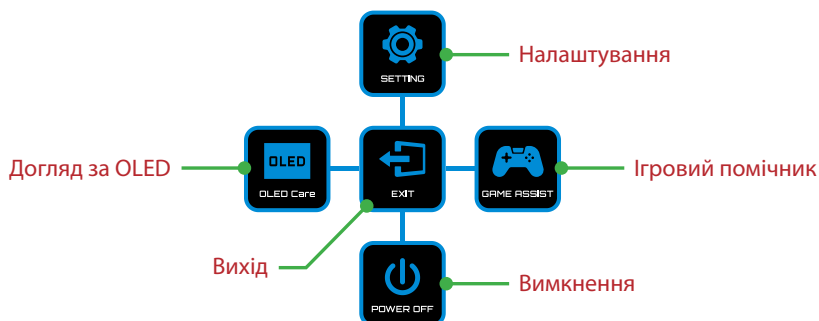 SETTING
Налаштування
Догляд за OLED
OLED
OLED Care
EXIT
GAME ASSIST
Ігровий помічник
Вихід
POWER OFF
Вимкнення